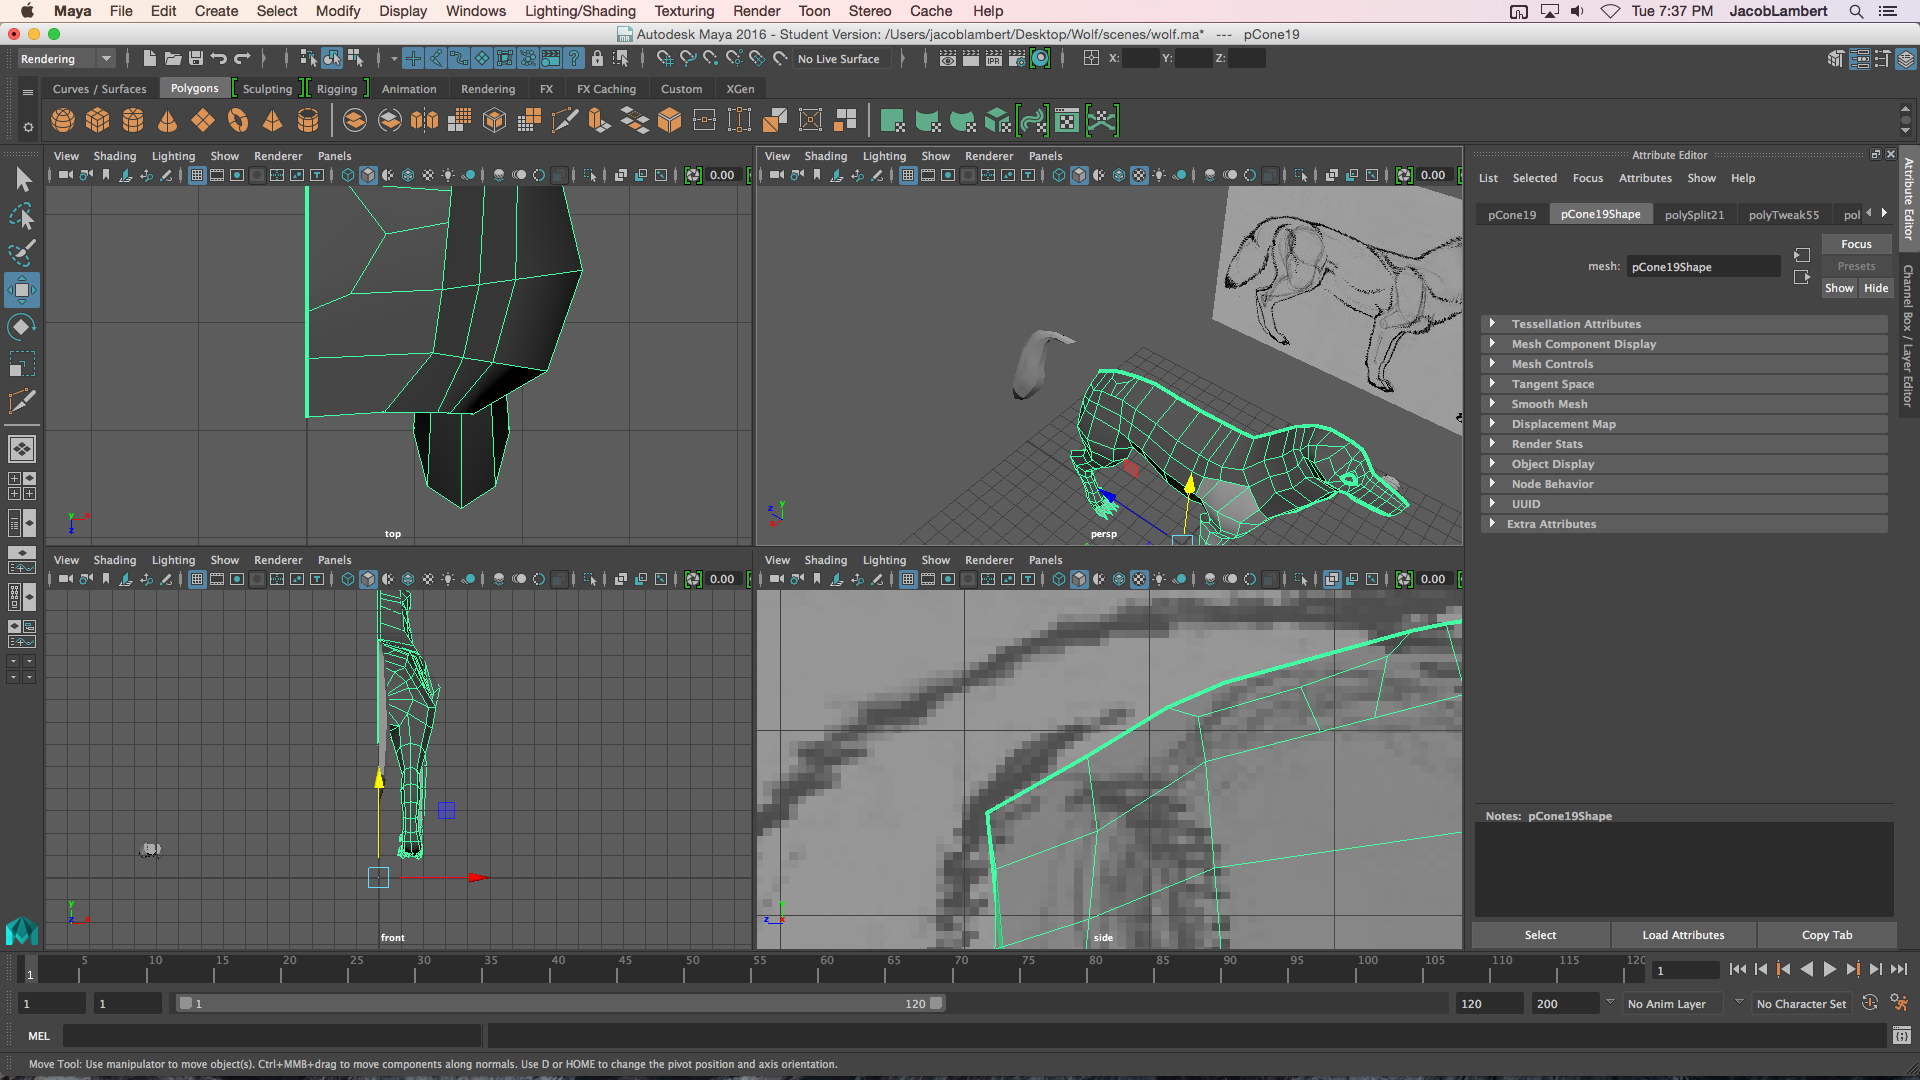 Maya File Edit Create Select Modify Display Windows Lighting/Shading Texturing Render Toon Stereo Cache Help Tue 7:37 PM JacobLambert
Autodesk Maya 2016 - Student Version: /Users/jacoblambert/Desktop/Wolf/scenes/wolf.ma* --- pCone19
Rendering No Live Surface IPR X: Y: Z:
Curves / Surfaces Polygons Sculpting Rigging Animation Rendering FX FX Caching Custom XGen
View Shading Lighting Show Renderer Panels
0.00
top
View Shading Lighting Show Renderer Panels
0.00
persp
View Shading Lighting Show Renderer Panels
0.00
front
View Shading Lighting Show Renderer Panels
0.00
side
Attribute Editor
List Selected Focus Attributes Show Help
pCone19 pCone19Shape polySplit21 polyTweak55 pol
Focus
mesh: pCone19Shape Presets
Show Hide
Tessellation Attributes
Mesh Component Display
Mesh Controls
Tangent Space
Smooth Mesh
Displacement Map
Render Stats
Object Display
Node Behavior
UUID
Extra Attributes
Notes: pCone19Shape
Select Load Attributes Copy Tab
Attribute Editor
Channel Box / Layer Editor
1 5 10 15 20 25 30 35 40 45 50 55 60 65 70 75 80 85 90 95 100 105 110 115 120 1
1 1 1 120 120 200 No Anim Layer No Character Set
MEL
Move Tool: Use manipulator to move object(s). Ctrl+MMB+drag to move components along normals. Use D or HOME to change the pivot position and axis orientation.